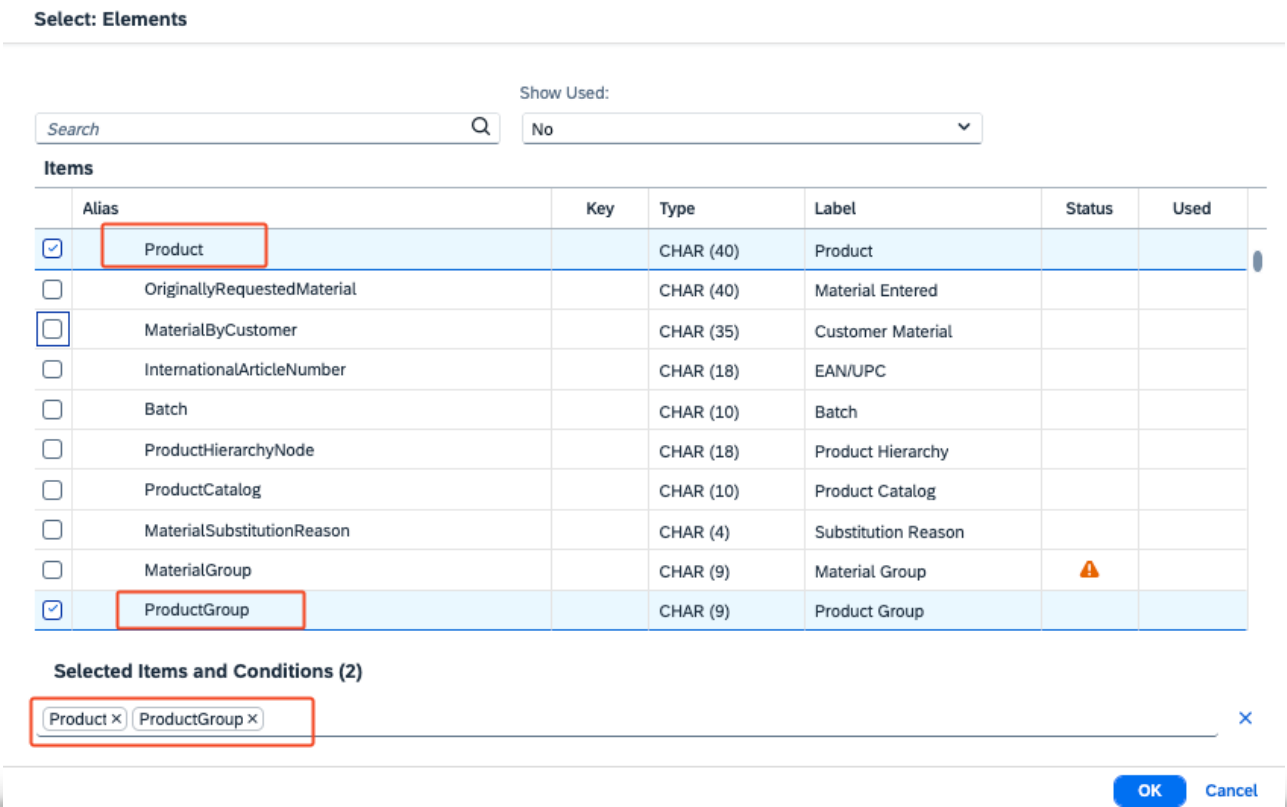 Select: Elements
Show Used:
Search No
Items
Alias Key Type Label Status Used
Product CHAR (40) Product
OriginallyRequestedMaterial CHAR (40) Material Entered
MaterialByCustomer CHAR (35) Customer Material
InternationalArticleNumber CHAR (18) EAN/UPC
Batch CHAR (10) Batch
ProductHierarchyNode CHAR (18) Product Hierarchy
ProductCatalog CHAR (10) Product Catalog
MaterialSubstitutionReason CHAR (4) Substitution Reason
MaterialGroup CHAR (9) Material Group
ProductGroup CHAR (9) Product Group
Selected Items and Conditions (2)
Product × ProductGroup ×
OK Cancel